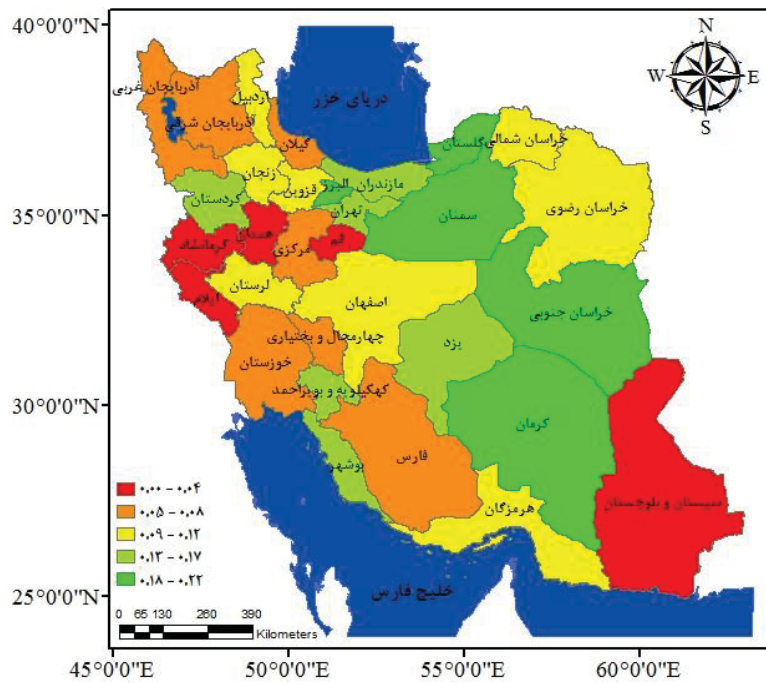 40°0'0"N
N
W E
S
دریای خزر
آذربایجان غربی
اردبیل
آذربایجان شرقی
گیلان
گلستان
خراسان شمالی
زنجان
مازندران
البرز
قزوین
کردستان
تهران
سمنان
خراسان رضوی
35°0'0"N
همدان
کرمانشاه
قم
مرکزی
لرستان
ایلام
اصفهان
خراسان جنوبی
چهارمحال و بختیاری
یزد
خوزستان
کهگیلویه و بویراحمد
30°0'0"N
کرمان
فارس
بوشهر
سیستان و بلوچستان
هرمزگان
۰.۰۰ - ۰.۰۴
۰.۰۵ - ۰.۰۸
۰.۰۹ - ۰.۱۲
۰.۱۳ - ۰.۱۷
۰.۱۸ - ۰.۲۲
25°0'0"N
خلیج فارس
0 65 130 260 390
Kilometers
45°0'0"E 50°0'0"E 55°0'0"E 60°0'0"E